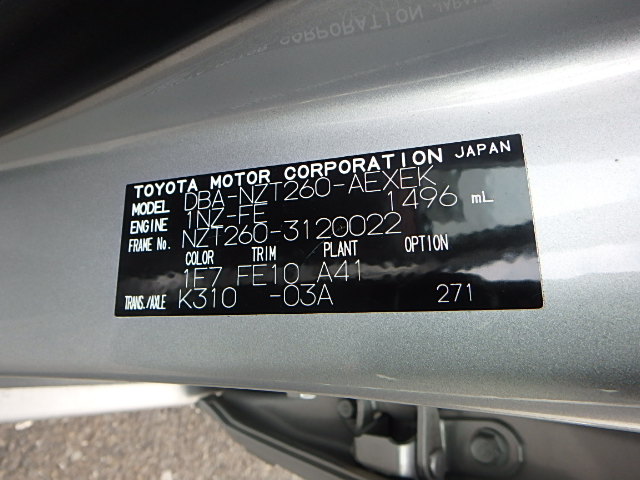 TOYOTA MOTOR CORPORATION JAPAN
MODEL DBA-NZT260-AEXEK
ENGINE 1NZ-FE 1496 mL
FRAME No. NZT260-3120022
COLOR TRIM PLANT OPTION
1E7 FE10 A41
TRANS./AXLE K310 -03A 271